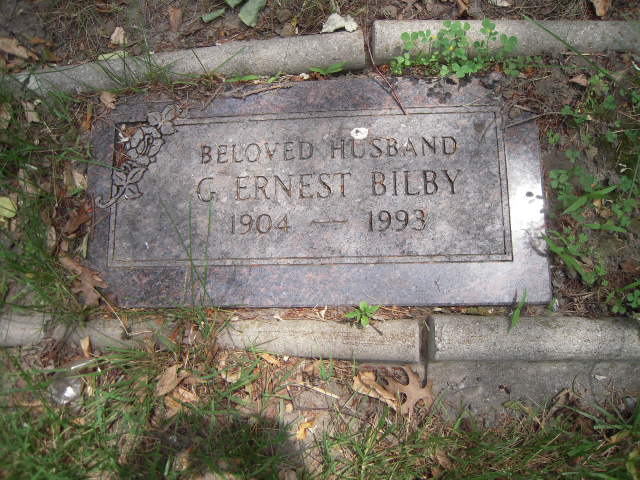 BELOVED HUSBAND
G. ERNEST BILBY
1904 — 1993